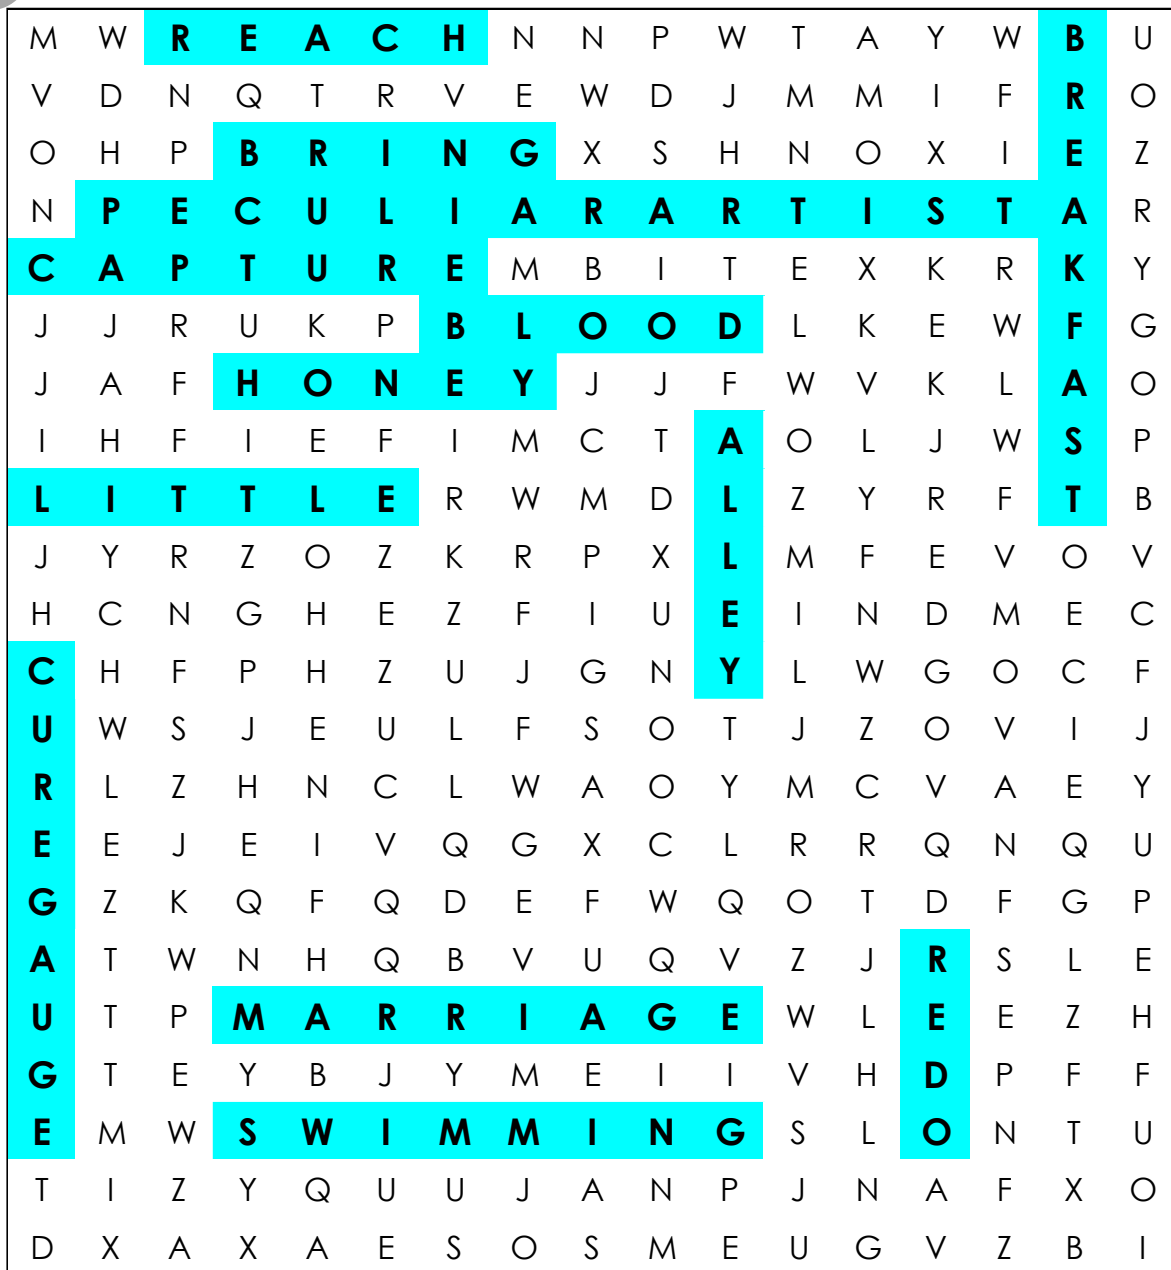 M W R E A C H N N P W T A Y W B U
V D N Q T R V E W D J M M I F R O
O H P B R I N G X S H N O X I E Z
N P E C U L I A R A R T I S T A R
C A P T U R E M B I T E X K R K Y
J J R U K P B L O O D L K E W F G
J A F H O N E Y J J F W V K L A O
I H F I E F I M C T A O L J W S P
L I T T L E R W M D L Z Y R F T B
J Y R Z O Z K R P X L M F E V O V
H C N G H E Z F I U E I N D M E C
C H F P H Z U J G N Y L W G O C F
U W S J E U L F S O T J Z O V I J
R L Z H N C L W A O Y M C V A E Y
E E J E I V Q G X C L R R Q N Q U
G Z K Q F Q D E F W Q O T D F G P
A T W N H Q B V U Q V Z J R S L E
U T P M A R R I A G E W L E E Z H
G T E Y B J Y M E I I V H D P F F
E M W S W I M M I N G S L O N T U
T I Z Y Q U U J A N P J N A F X O
D X A X A E S O S M E U G V Z B I